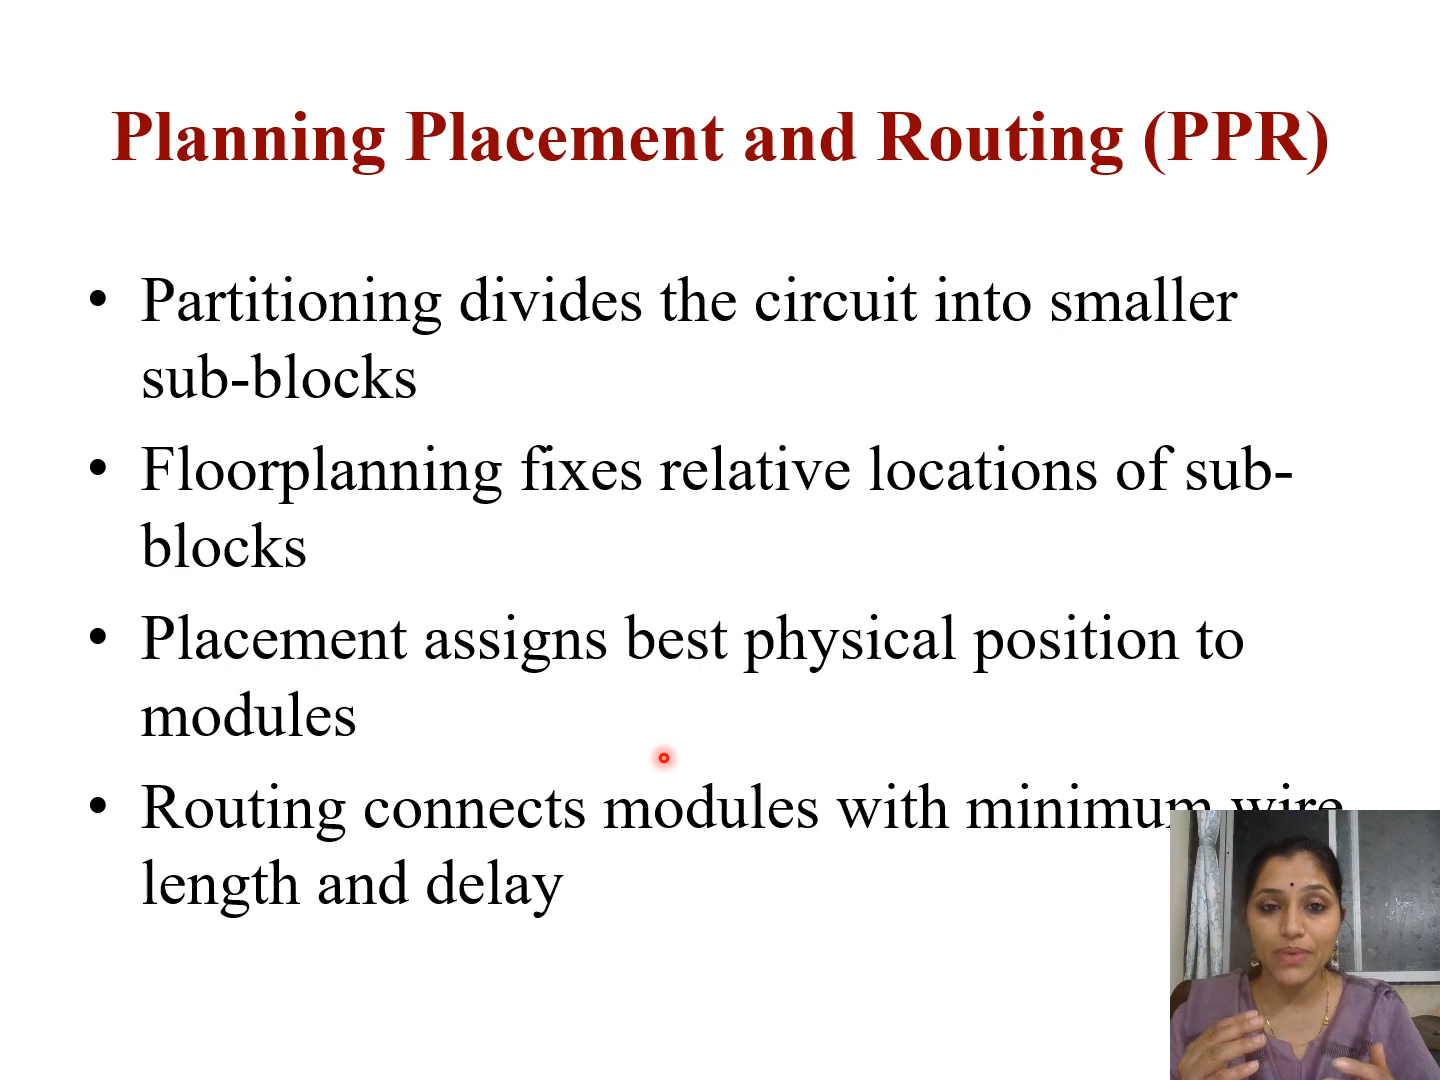 Planning Placement and Routing (PPR)
• Partitioning divides the circuit into smaller
sub-blocks
• Floorplanning fixes relative locations of sub-
blocks
• Placement assigns best physical position to
modules
• Routing connects modules with minimum wire
length and delay